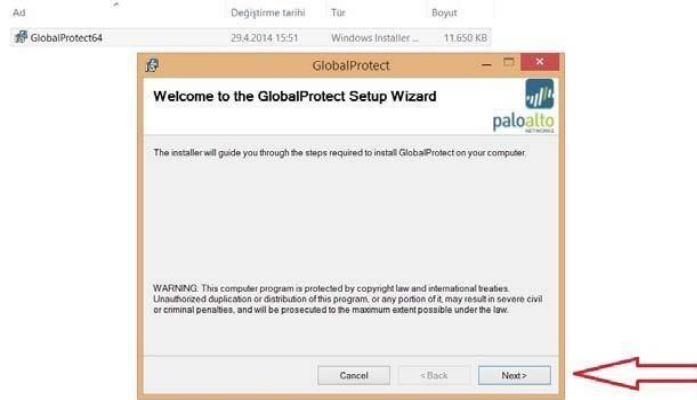 Ad Değiştirme tarihi Tür Boyut
GlobalProtect64 29.4.2014 15:51 Windows Installer ... 11.650 KB
GlobalProtect
Welcome to the GlobalProtect Setup Wizard
paloalto
NETWORKS
The installer will guide you through the steps required to install GlobalProtect on your computer.
WARNING: This computer program is protected by copyright law and international treaties.
Unauthorized duplication or distribution of this program, or any portion of it, may result in severe civil
or criminal penalties, and will be prosecuted to the maximum extent possible under the law.
Cancel < Back Next >